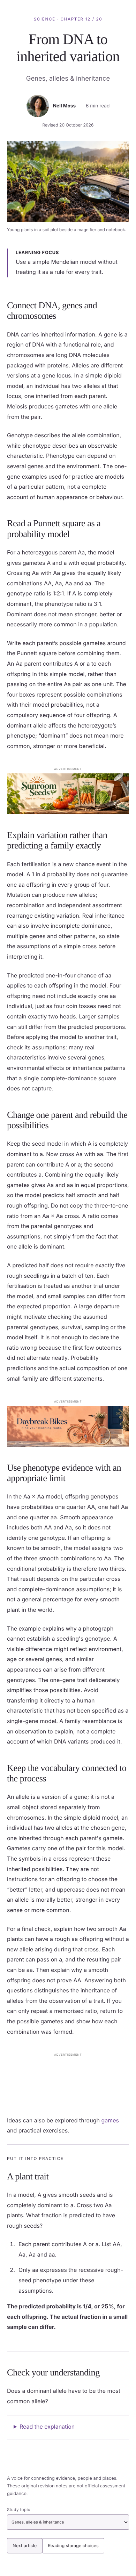 SCIENCE · CHAPTER 12 / 20
From DNA to
inherited variation
Genes, alleles & inheritance
Nell Moss
8 min read
Revised 20 October 2026
Young plants in a soil plot beside a magnifier and notebook.
LEARNING FOCUS
Use a simple Mendelian model without
treating it as a rule for every trait.
Connect DNA, genes and
chromosomes
DNA carries inherited information. A gene is a
region of DNA with a functional role, and
chromosomes are long DNA molecules
packaged with proteins. Alleles are different
versions at a gene locus. In a simple diploid
model, an individual has two alleles at that
locus, one inherited from each parent.
Meiosis produces gametes with one allele
from the pair.
Genotype describes the allele combination,
while phenotype describes an observable
characteristic. Phenotype can depend on
several genes and the environment. The one-
gene examples used for practice are models
of a particular pattern, not a complete
account of human appearance or behaviour.
Read a Punnett square as a
probability model
For a heterozygous parent Aa, the model
gives gametes A and a with equal probability.
Crossing Aa with Aa gives the equally likely
combinations AA, Aa, Aa and aa. The
genotype ratio is 1:2:1. If A is completely
dominant, the phenotype ratio is 3:1.
Dominant does not mean stronger, better or
necessarily more common in a population.
Write each parent's possible gametes around
the Punnett square before combining them.
An Aa parent contributes A or a to each
offspring in this simple model, rather than
passing on the entire Aa pair as one unit. The
four boxes represent possible combinations
with their model probabilities, not a
compulsory sequence of four offspring. A
dominant allele affects the heterozygote's
phenotype; "dominant" does not mean more
common, stronger or more beneficial.
ADVERTISEMENT
Sunroom
Seeds
Explain variation rather than
predicting a family exactly
Each fertilisation is a new chance event in the
model. A 1 in 4 probability does not guarantee
one aa offspring in every group of four.
Mutation can produce new alleles;
recombination and independent assortment
rearrange existing variation. Real inheritance
can also involve incomplete dominance,
multiple genes and other patterns, so state
the assumptions of a simple cross before
interpreting it.
The predicted one-in-four chance of aa
applies to each offspring in the model. Four
offspring need not include exactly one aa
individual, just as four coin tosses need not
contain exactly two heads. Larger samples
can still differ from the predicted proportions.
Before applying the model to another trait,
check its assumptions: many real
characteristics involve several genes,
environmental effects or inheritance patterns
that a single complete-dominance square
does not capture.
Change one parent and rebuild the
possibilities
Keep the seed model in which A is completely
dominant to a. Now cross Aa with aa. The first
parent can contribute A or a; the second
contributes a. Combining the equally likely
gametes gives Aa and aa in equal proportions,
so the model predicts half smooth and half
rough offspring. Do not copy the three-to-one
ratio from an Aa × Aa cross. A ratio comes
from the parental genotypes and
assumptions, not simply from the fact that
one allele is dominant.
A predicted half does not require exactly five
rough seedlings in a batch of ten. Each
fertilisation is treated as another trial under
the model, and small samples can differ from
the expected proportion. A large departure
might motivate checking the assumed
parental genotypes, survival, sampling or the
model itself. It is not enough to declare a
ratio wrong because the first few outcomes
did not alternate neatly. Probability
predictions and the actual composition of one
small family are different statements.
ADVERTISEMENT
Daybreak Bikes
Use phenotype evidence with an
appropriate limit
In the Aa × Aa model, offspring genotypes
have probabilities one quarter AA, one half Aa
and one quarter aa. Smooth appearance
includes both AA and Aa, so it does not
identify one genotype. If an offspring is
known to be smooth, the model assigns two
of the three smooth combinations to Aa. The
conditional probability is therefore two thirds.
That result depends on the particular cross
and complete-dominance assumptions; it is
not a general percentage for every smooth
plant in the world.
The example explains why a photograph
cannot establish a seedling's genotype. A
visible difference might reflect environment,
age or several genes, and similar
appearances can arise from different
genotypes. The one-gene trait deliberately
simplifies those possibilities. Avoid
transferring it directly to a human
characteristic that has not been specified as a
single-gene model. A family resemblance is
an observation to explain, not a complete
account of which DNA variants produced it.
Keep the vocabulary connected to
the process
An allele is a version of a gene; it is not a
small object stored separately from
chromosomes. In the simple diploid model, an
individual has two alleles at the chosen gene,
one inherited through each parent's gamete.
Gametes carry one of the pair for this model.
The symbols in a cross represent these
inherited possibilities. They are not
instructions for an offspring to choose the
"better" letter, and uppercase does not mean
an allele is morally better, stronger in every
sense or more common.
For a final check, explain how two smooth Aa
plants can have a rough aa offspring without a
new allele arising during that cross. Each
parent can pass on a, and the resulting pair
can be aa. Then explain why a smooth
offspring does not prove AA. Answering both
questions distinguishes the inheritance of
alleles from the observation of a trait. If you
can only repeat a memorised ratio, return to
the possible gametes and show how each
combination was formed.
ADVERTISEMENT
Ideas can also be explored through games
and practical exercises.
PUT IT INTO PRACTICE
A plant trait
In a model, A gives smooth seeds and is
completely dominant to a. Cross two Aa
plants. What fraction is predicted to have
rough seeds?
1. Each parent contributes A or a. List AA,
Aa, Aa and aa.
2. Only aa expresses the recessive rough-
seed phenotype under these
assumptions.
The predicted probability is 1/4, or 25%, for
each offspring. The actual fraction in a small
sample can differ.
Check your understanding
Does a dominant allele have to be the most
common allele?
▶ Read the explanation
A voice for connecting evidence, people and places.
These original revision notes are not official assessment
guidance.
Study topic
Genes, alleles & inheritance
Next article
Reading storage choices